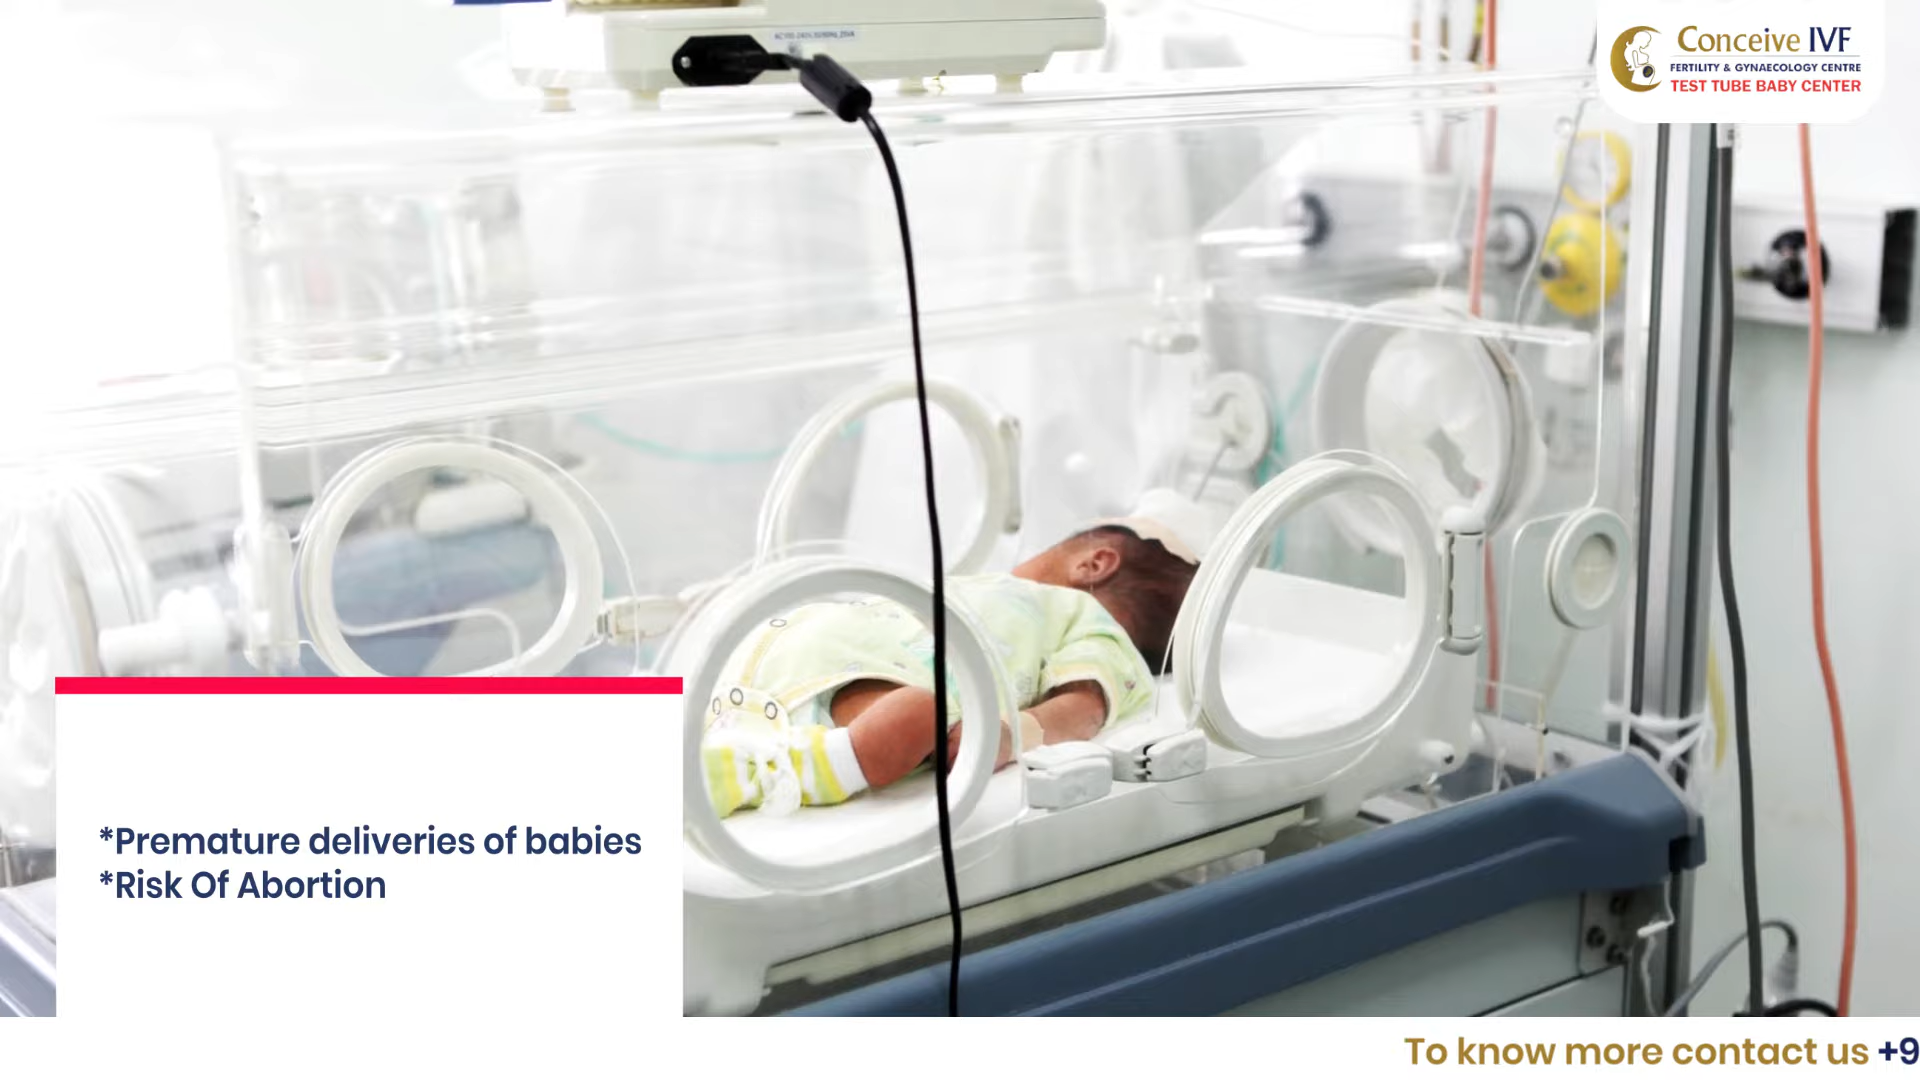 Conceive IVF
FERTILITY & GYNAECOLOGY CENTRE
TEST TUBE BABY CENTER
*Premature deliveries of babies
*Risk Of Abortion
To know more contact us +9